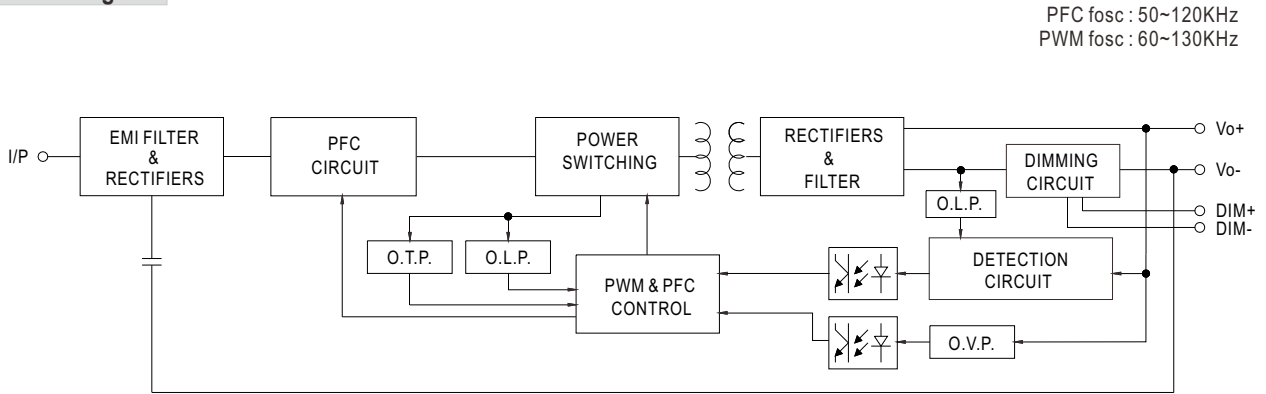 PFC fosc : 50~120KHz
PWM fosc : 60~130KHz
I/P
EMI FILTER
&
RECTIFIERS
PFC
CIRCUIT
POWER
SWITCHING
RECTIFIERS
&
FILTER
DIMMING
CIRCUIT
Vo+
Vo-
DIM+
DIM-
O.L.P.
O.T.P.
O.L.P.
PWM & PFC
CONTROL
DETECTION
CIRCUIT
O.V.P.